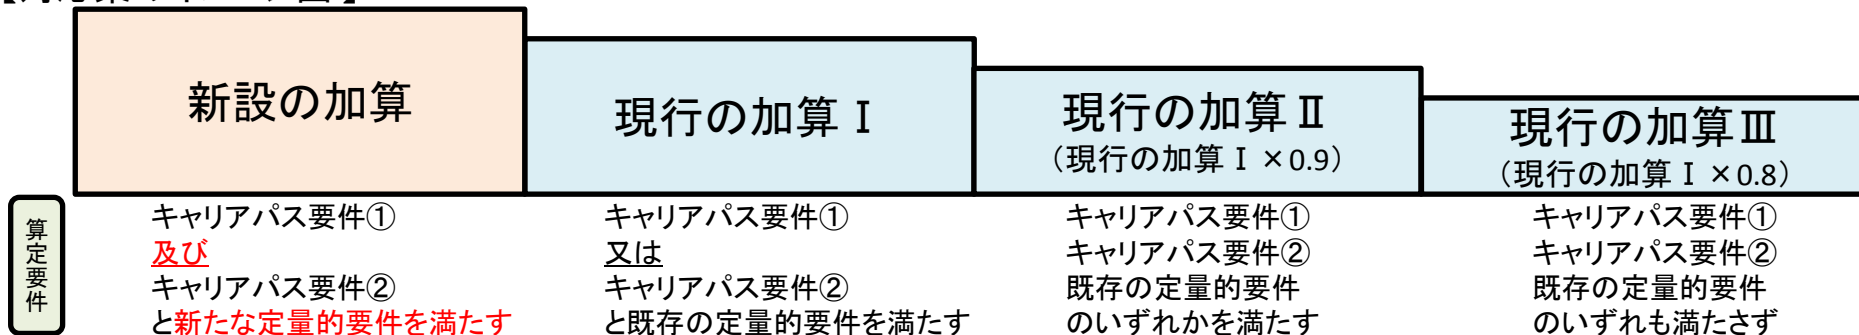 新設の加算
現行の加算Ⅰ
現行の加算Ⅱ
（現行の加算Ⅰ×0.9）
現行の加算Ⅲ
（現行の加算Ⅰ×0.8）
算定要件
キャリアパス要件①
及び
キャリアパス要件②
と新たな定量的要件を満たす
キャリアパス要件①
又は
キャリアパス要件②
と既存の定量的要件を満たす
キャリアパス要件①
キャリアパス要件②
既存の定量的要件
のいずれかを満たす
キャリアパス要件①
キャリアパス要件②
既存の定量的要件
のいずれも満たさず